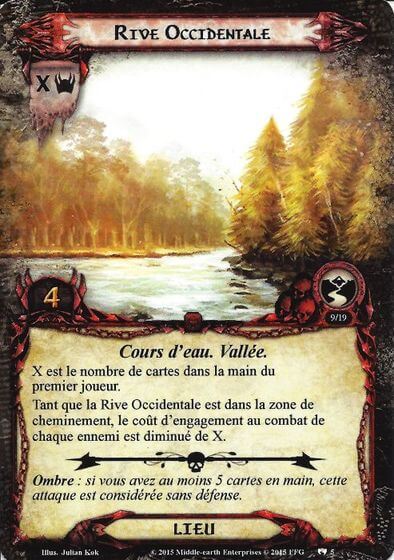 Rive Occidentale
X
4
9/19
Cours d'eau. Vallée.
X est le nombre de cartes dans la main du
premier joueur.
Tant que la Rive Occidentale est dans la zone de
cheminement, le coût d'engagement au combat de
chaque ennemi est diminué de X.
Ombre : si vous avez au moins 5 cartes en main, cette
attaque est considérée sans défense.
LIEU
Illus. Julian Kok
© 2015 Middle-earth Enterprises © 2015 FFG
5